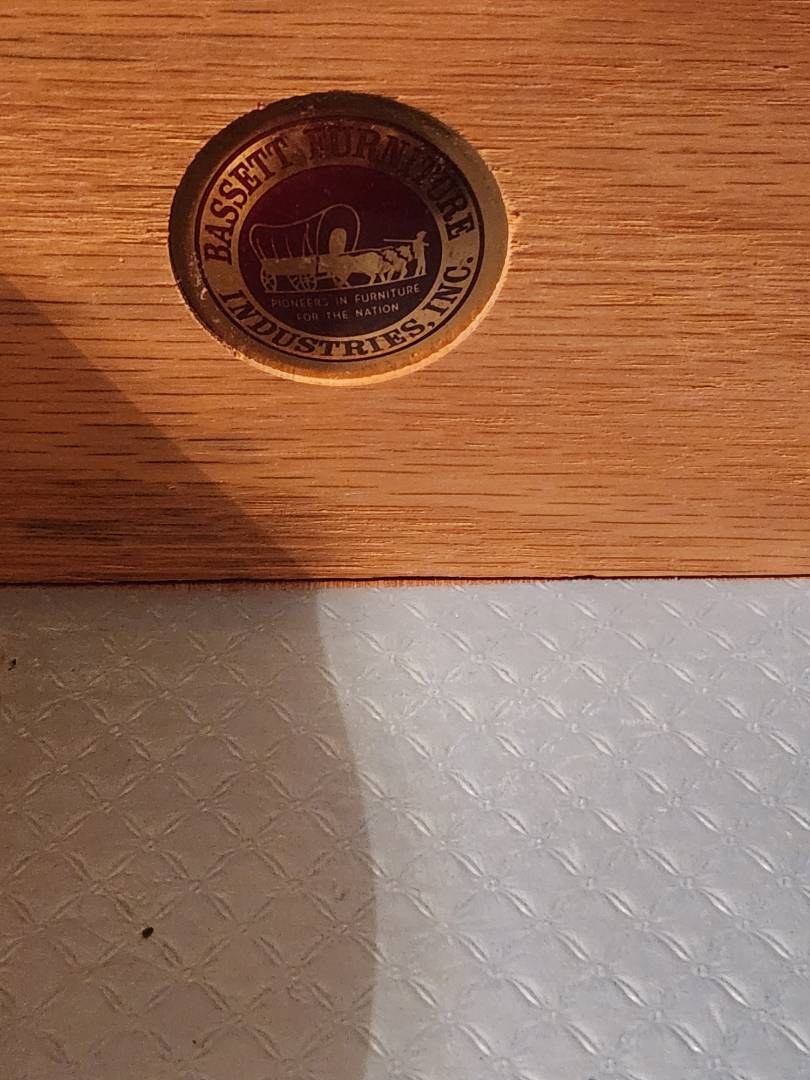 BASSETT FURNITURE
PIONEERS IN FURNITURE
FOR THE NATION
INDUSTRIES, INC.